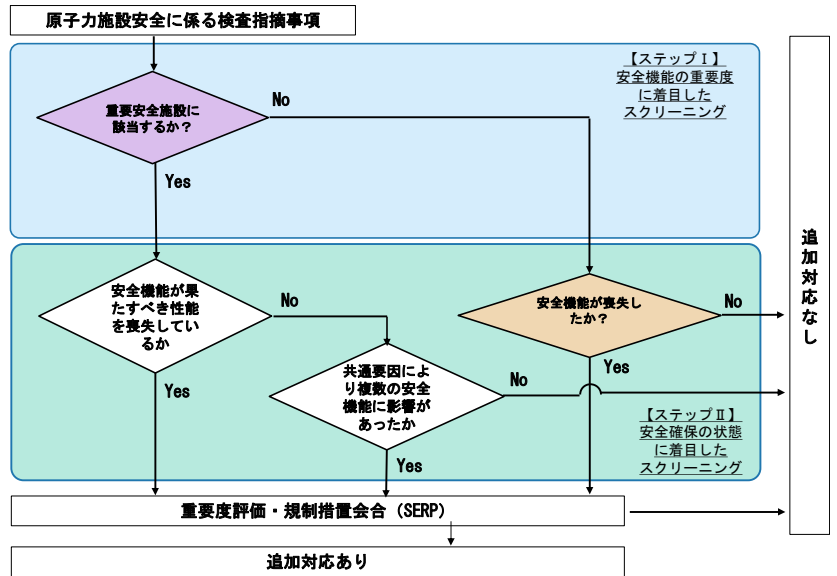 原子力施設安全に係る検査指摘事項
【ステップⅠ】
安全機能の重要度
に着目した
スクリーニング
重要安全施設に
該当するか？
No
Yes
追加対応なし
安全機能が果
たすべき性能
を喪失してい
るか
No
Yes
安全機能が喪失し
たか？
No
Yes
共通要因によ
り複数の安全
機能に影響が
あったか
No
Yes
【ステップⅡ】
安全確保の状態
に着目した
スクリーニング
重要度評価・規制措置会合（SERP）
追加対応あり